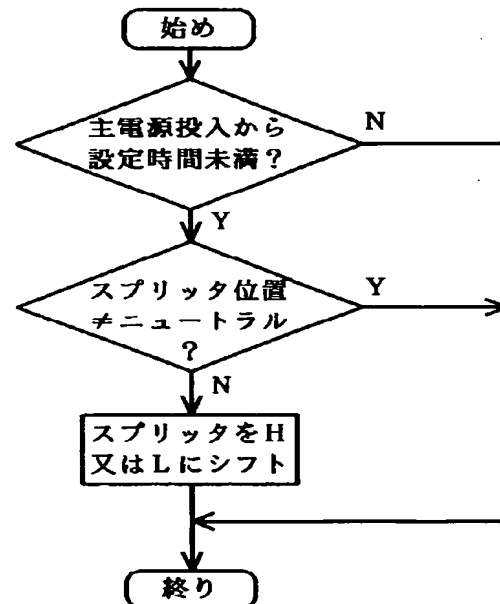 始め
主電源投入から
設定時間未満？
N
Y
スプリッタ位置
≠ニュートラル
？
Y
N
スプリッタをH
又はLにシフト
終り